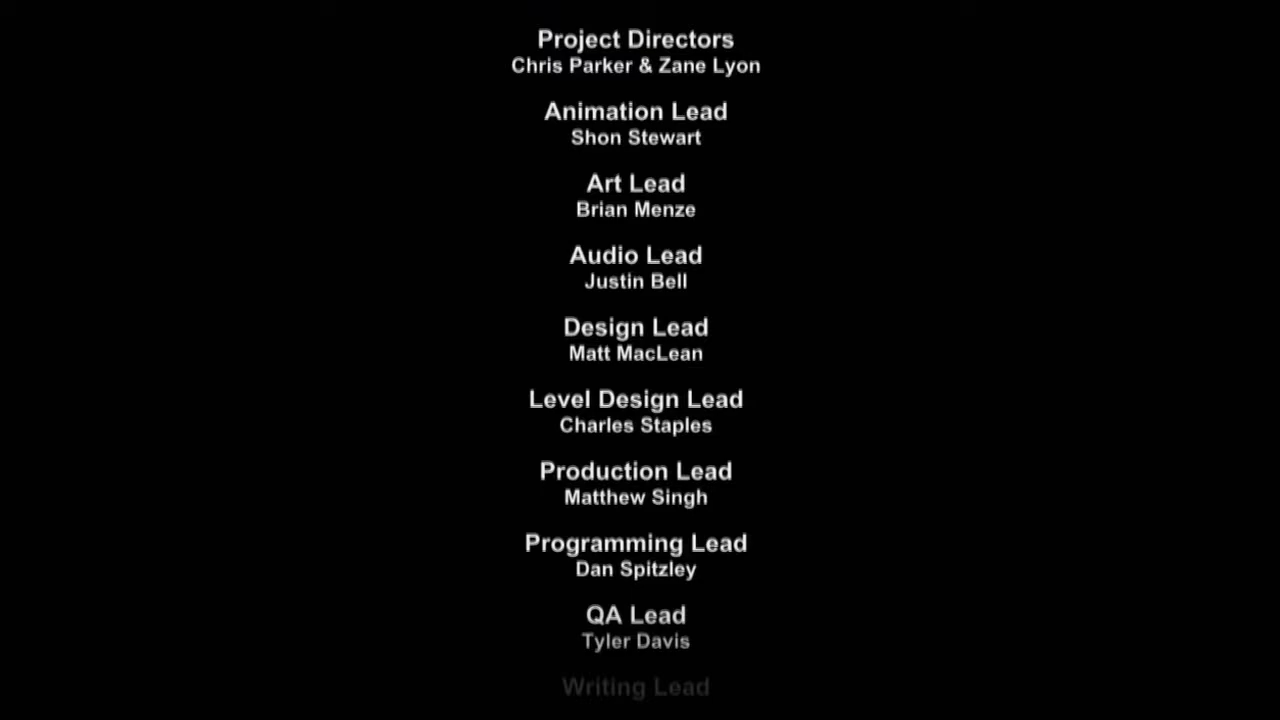 Project Directors
Chris Parker & Zane Lyon
Animation Lead
Shon Stewart
Art Lead
Brian Menze
Audio Lead
Justin Bell
Design Lead
Matt MacLean
Level Design Lead
Charles Staples
Production Lead
Matthew Singh
Programming Lead
Dan Spitzley
QA Lead
Tyler Davis
Writing Lead